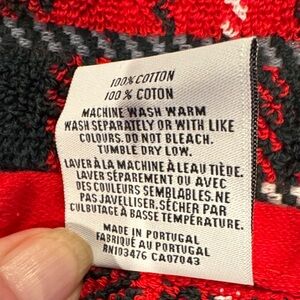 100% COTTON
100 % COTON
MACHINE WASH WARM
WASH SEPARATELY OR WITH LIKE
COLOURS. DO NOT BLEACH.
TUMBLE DRY LOW.
LAVER À LA MACHINE À LEAU TIÈDE.
LAVER SÉPAREMENT OU AVEC
DES COULEURS SEMBLABLES. NE
PAS JAVELLISER. SÉCHER PAR
CULBUTAGE À BASSE TEMPÉRATURE.
MADE IN PORTUGAL
FABRIQUÉ AU PORTUGAL
RN103476 CA07043